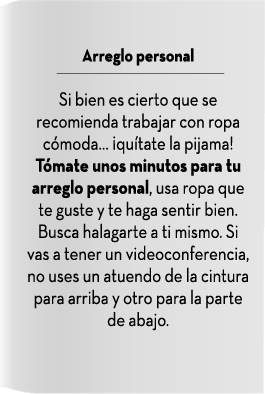 Arreglo personal
Si bien es cierto que se
recomienda trabajar con ropa
cómoda... ¡quítate la pijama!
Tómate unos minutos para tu
arreglo personal, usa ropa que
te guste y te haga sentir bien.
Busca halagarte a ti mismo. Si
vas a tener un videoconferencia,
no uses un atuendo de la cintura
para arriba y otro para la parte
de abajo.